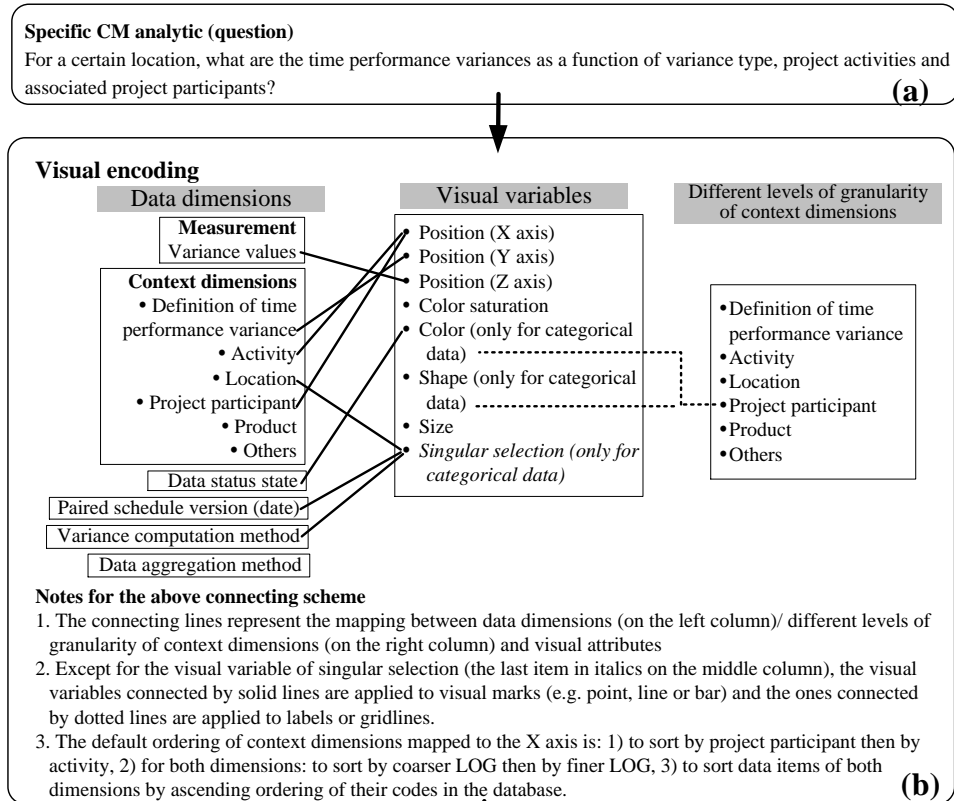 Specific CM analytic (question)
For a certain location, what are the time performance variances as a function of variance type, project activities and
associated project participants?
(a)
Visual encoding
Data dimensions
Measurement
Variance values
Context dimensions
• Definition of time
performance variance
• Activity
• Location
• Project participant
• Product
• Others
Data status state
Paired schedule version (date)
Variance computation method
Data aggregation method
Visual variables
• Position (X axis)
• Position (Y axis)
• Position (Z axis)
• Color saturation
• Color (only for categorical
data)
• Shape (only for categorical
data)
• Size
• Singular selection (only for
categorical data)
Different levels of granularity
of context dimensions
• Definition of time
performance variance
• Activity
• Location
• Project participant
• Product
• Others
Notes for the above connecting scheme
1. The connecting lines represent the mapping between data dimensions (on the left column)/ different levels of
granularity of context dimensions (on the right column) and visual attributes
2. Except for the visual variable of singular selection (the last item in italics on the middle column), the visual
variables connected by solid lines are applied to visual marks (e.g. point, line or bar) and the ones connected
by dotted lines are applied to labels or gridlines.
3. The default ordering of context dimensions mapped to the X axis is: 1) to sort by project participant then by
activity, 2) for both dimensions: to sort by coarser LOG then by finer LOG, 3) to sort data items of both
dimensions by ascending ordering of their codes in the database.
(b)